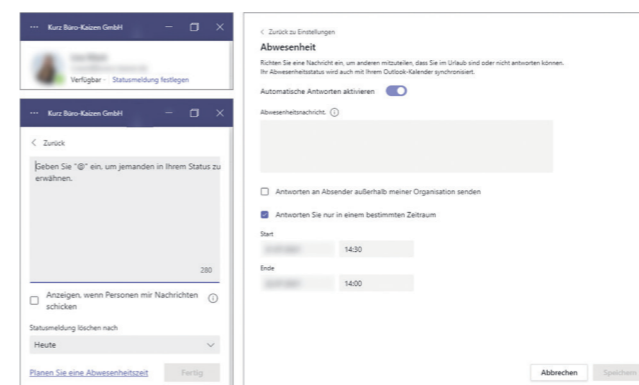 Kurz Büro-Kaizen GmbH
Verfügbar · Statusmeldung festlegen
Kurz Büro-Kaizen GmbH
Zurück
Geben Sie "@" ein, um jemanden in Ihrem Status zu
erwähnen.
280
Anzeigen, wenn Personen mir Nachrichten
schicken
Statusmeldung löschen nach
Heute
Planen Sie eine Abwesenheitszeit
Fertig
Zurück zu Einstellungen
Abwesenheit
Richten Sie eine Nachricht ein, um anderen mitzuteilen, dass Sie im Urlaub sind oder nicht antworten können.
Ihr Abwesenheitsstatus wird auch mit Ihrem Outlook-Kalender synchronisiert.
Automatische Antworten aktivieren
Abwesenheitsnachricht.
Antworten an Absender außerhalb meiner Organisation senden
Antworten Sie nur in einem bestimmten Zeitraum
Start
14:30
Ende
14:00
Abbrechen
Speichern